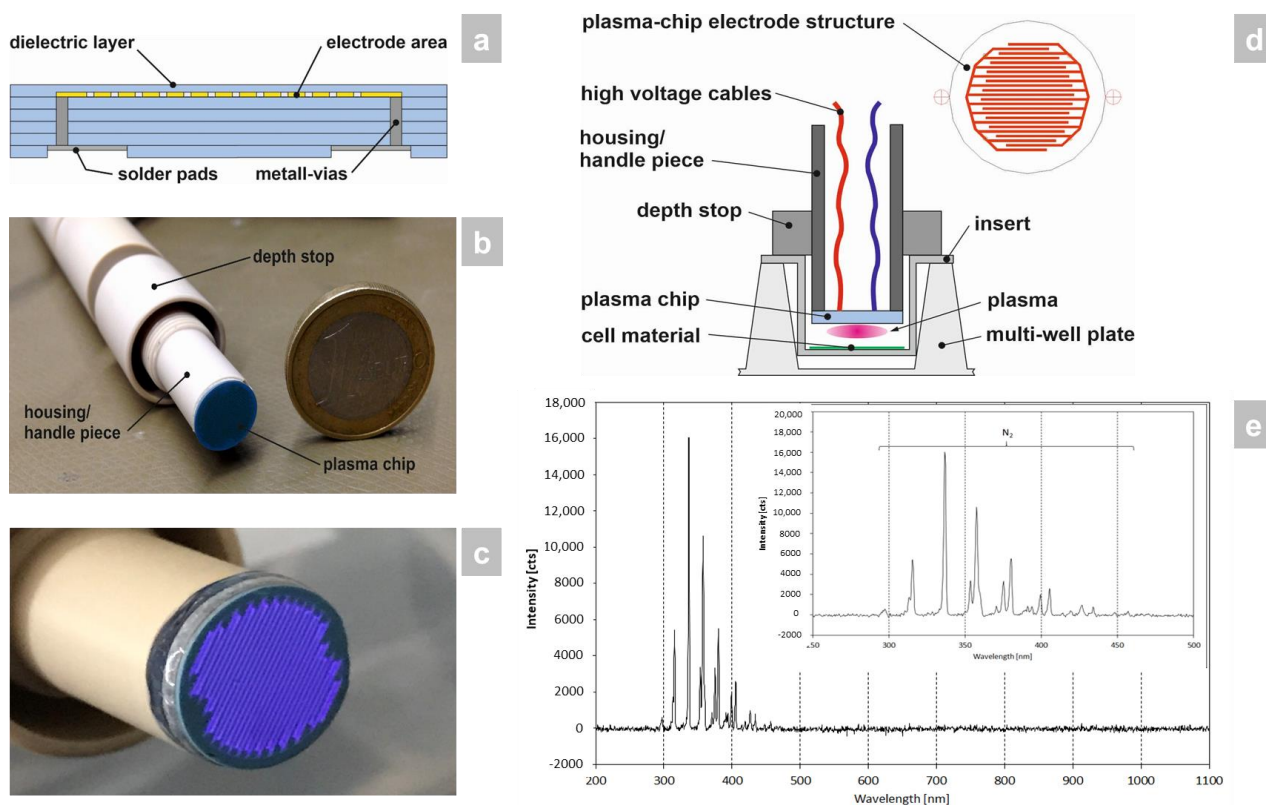 a
dielectric layer
electrode area
solder pads
metall-vias
b
depth stop
housing/
handle piece
plasma chip
c
d
plasma-chip electrode structure
high voltage cables
housing/
handle piece
depth stop
insert
plasma chip
plasma
cell material
multi-well plate
e
18,000
16,000
14,000
12,000
10,000
8000
6000
4000
2000
0
-2000
Intensity [cts]
200 300 400 500 600 700 800 900 1000 1100
Wavelength [nm]
20,000
18,000
16,000
14,000
12,000
10,000
8000
6000
4000
2000
0
-2000
Intensity [cts]
N2
50 300 350 400 450 500
Wavelength [nm]